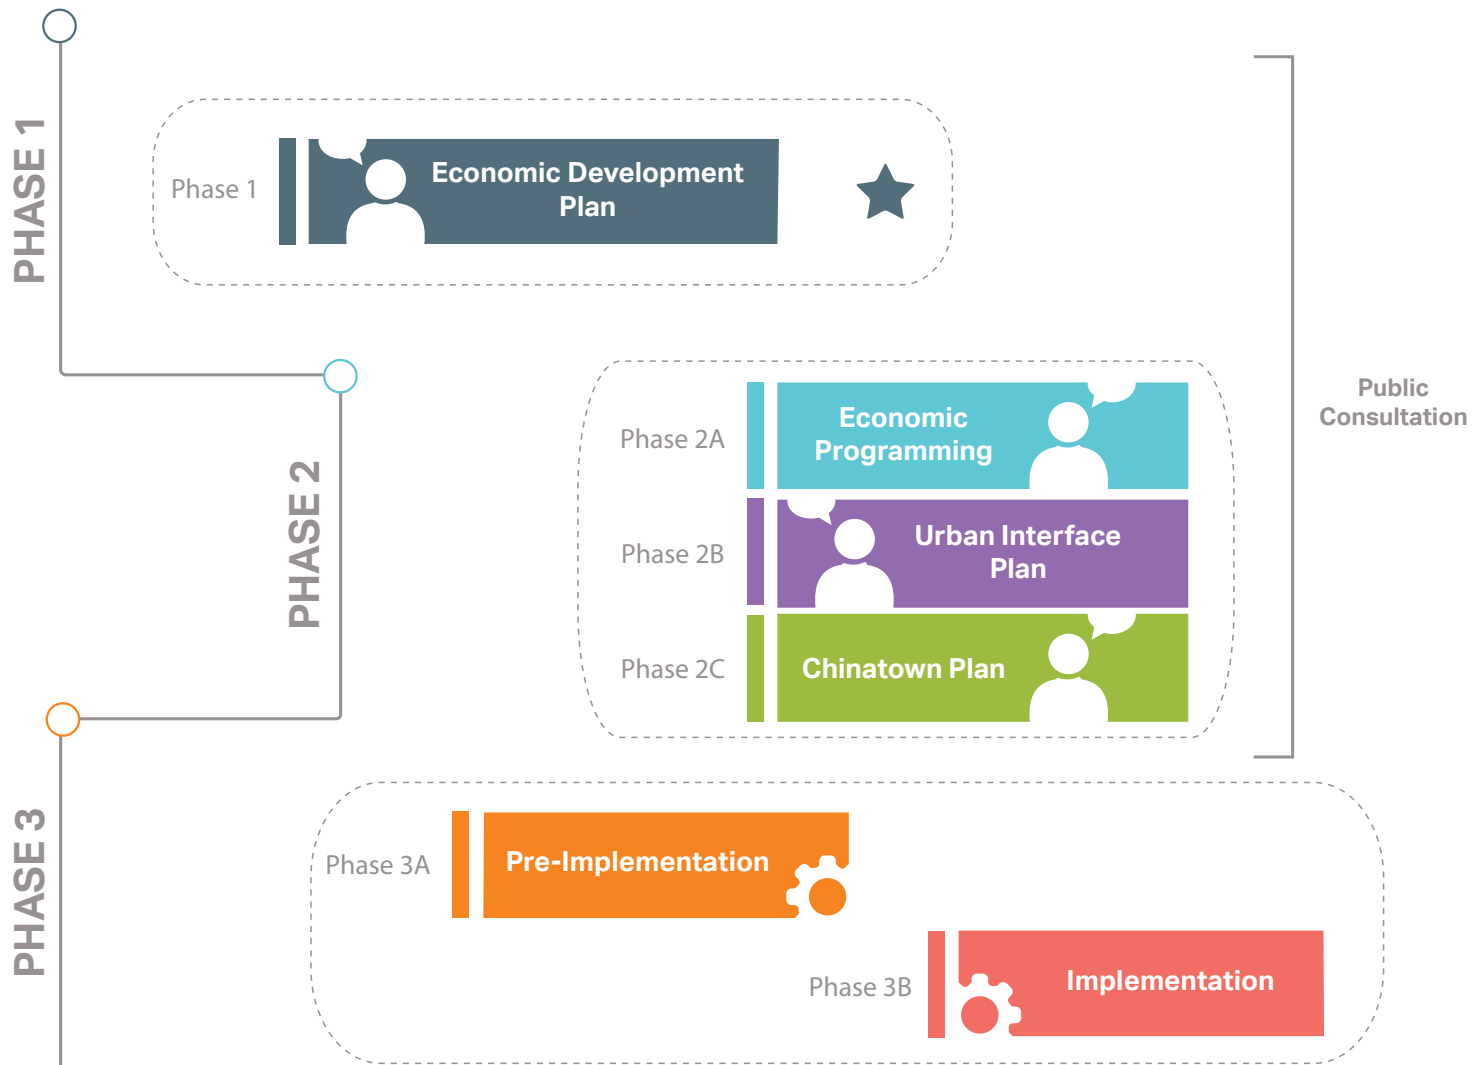 PHASE 1
Phase 1
Economic Development
Plan
PHASE 2
Phase 2A
Economic
Programming
Phase 2B
Urban Interface
Plan
Phase 2C
Chinatown Plan
Public
Consultation
PHASE 3
Phase 3A
Pre-Implementation
Phase 3B
Implementation